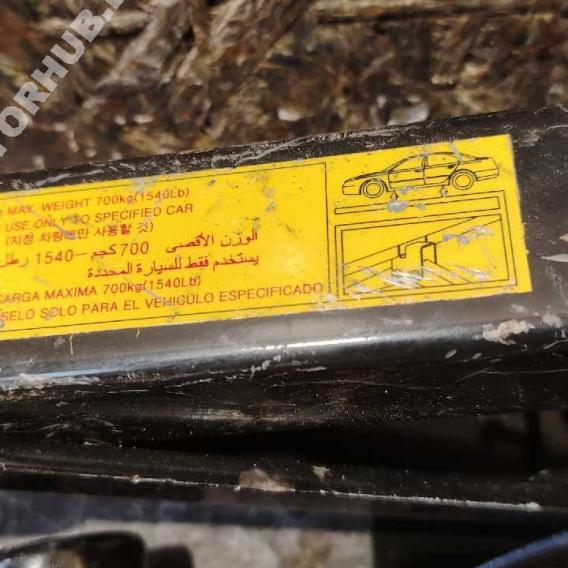 TORHUB.
MAX. WEIGHT 700kg(1540Lb)
USE ONLY TO SPECIFIED CAR
(지정 차량에만 사용할 것)
الوزن الأقصى 700 كجم -1540 رطل
يستخدم فقط للسيارة المحددة
CARGA MAXIMA 700kg(1540Lb)
SELO SOLO PARA EL VEHICULO ESPECIFICADO